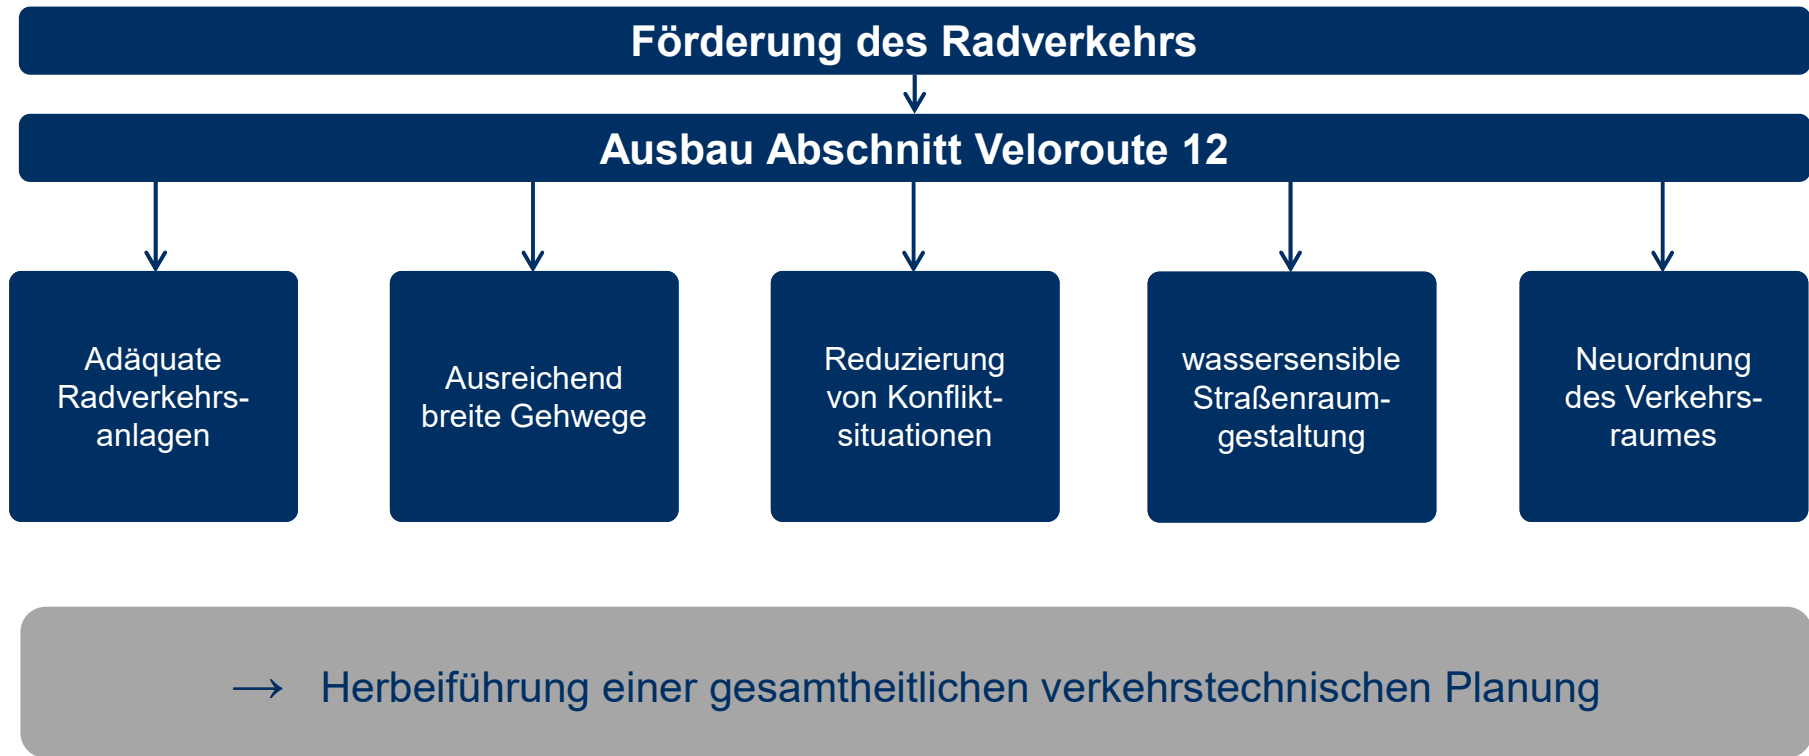 Förderung des Radverkehrs
Ausbau Abschnitt Veloroute 12
Adäquate
Radverkehrs-
anlagen
Ausreichend
breite Gehwege
Reduzierung
von Konflikt-
situationen
wassersensible
Straßenraum-
gestaltung
Neuordnung
des Verkehrs-
raumes
→ Herbeiführung einer gesamtheitlichen verkehrstechnischen Planung